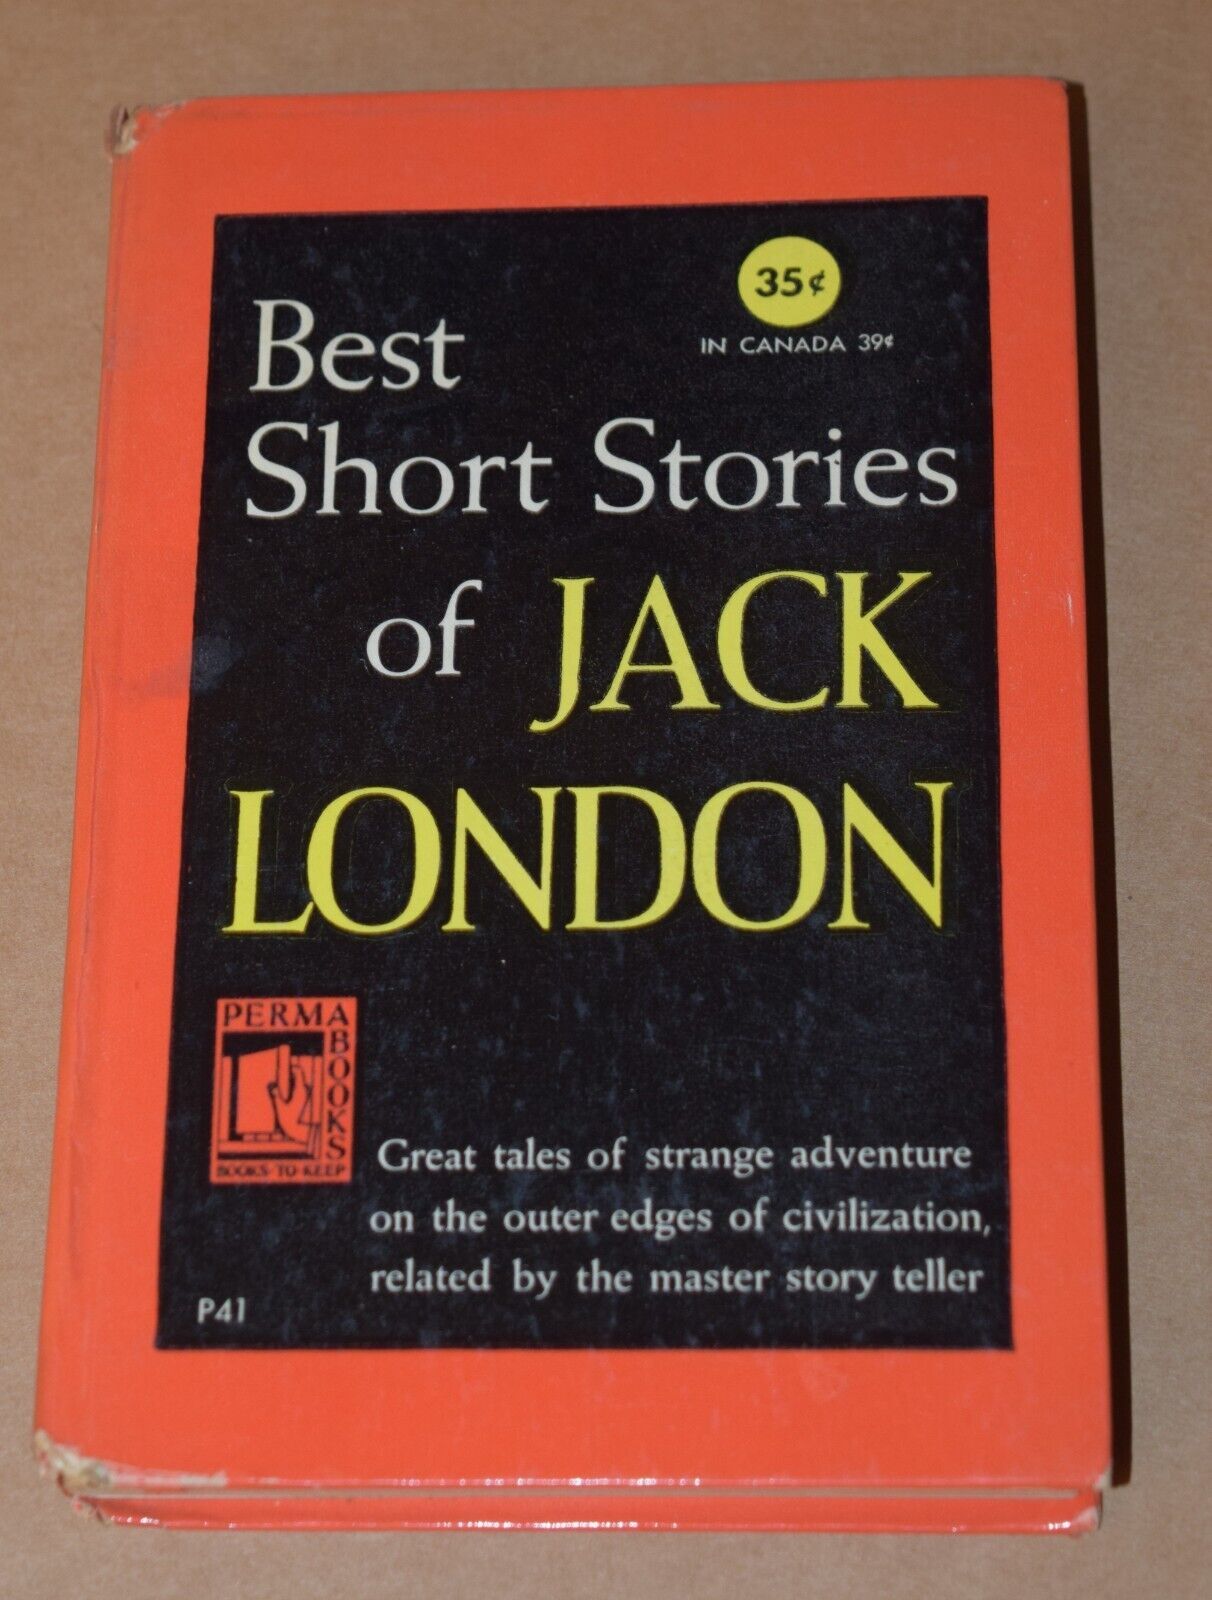 35¢
IN CANADA 39¢
Best
Short Stories
of JACK
LONDON
PERMA
BOOKS
BOOKS-TO-KEEP
Great tales of strange adventure
on the outer edges of civilization,
related by the master story teller
P41